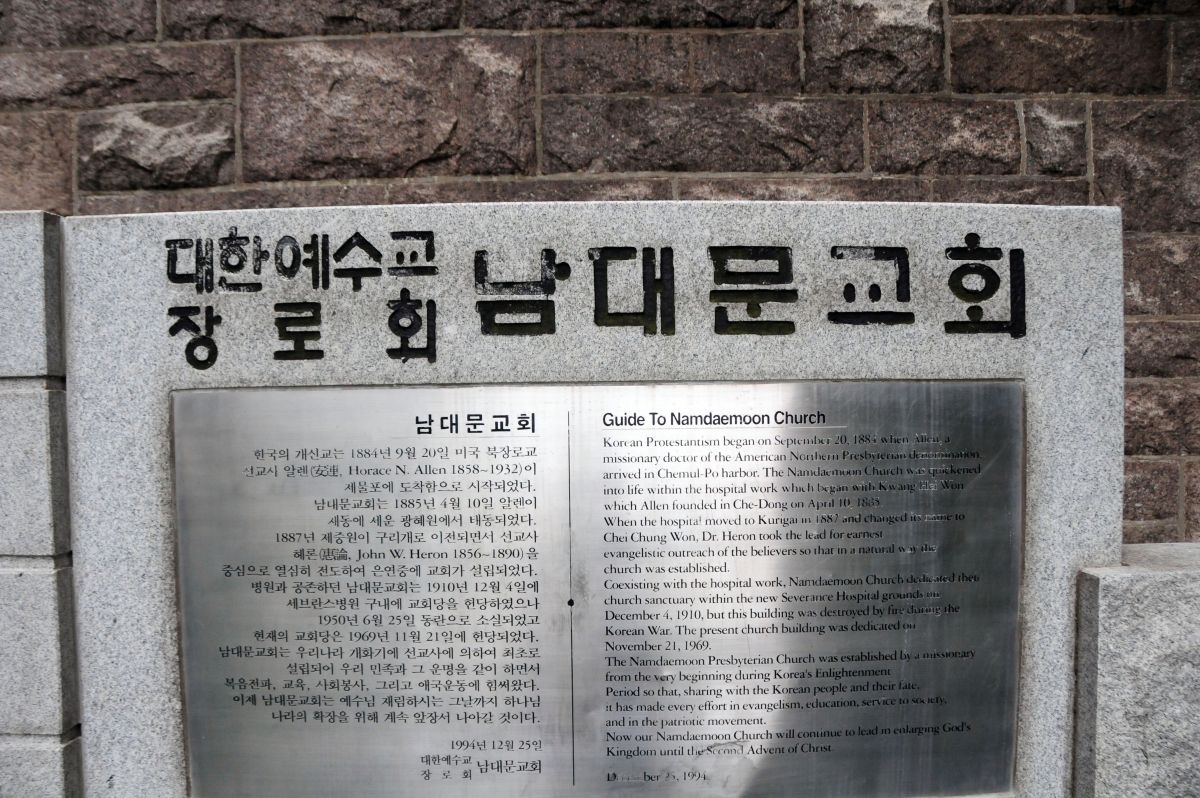 대한예수교
장로회
남대문교회
남대문교회
한국의 개신교는 1884년 9월 20일 미국 북장로교
선교사 알렌(安連, Horace N. Allen 1858~1932)이
제물포에 도착함으로 시작되었다.
남대문교회는 1885년 4월 10일 알렌이
재동에 세운 광혜원에서 태동되었다.
1887년 제중원이 구리개로 이전되면서 선교사
혜론(惠論, John W. Heron 1856~1890)을
중심으로 열심히 전도하여 은연중에 교회가 설립되었다.
병원과 공존하던 남대문교회는 1910년 12월 4일에
세브란스병원 구내에 교회당을 헌당하였으나
1950년 6월 25일 동란으로 소실되었고
현재의 교회당은 1969년 11월 21일에 헌당되었다.
남대문교회는 우리나라 개화기에 선교사에 의하여 최초로
설립되어 우리 민족과 그 운명을 같이 하면서
복음전파, 교육, 사회봉사, 그리고 애국운동에 힘써왔다.
이제 남대문교회는 예수님 재림하시는 그날까지 하나님
나라의 확장을 위해 계속 앞장서 나아갈 것이다.
1994년 12월 25일
대한예수교
장로회 남대문교회
Guide To Namdaemoon Church
Korean Protestantism began on September 20, 1884 when Allen, a
missionary doctor of the American Northern Presbyterian denomination,
arrived in Chemul-Po harbor. The Namdaemoon Church was quickened
into life within the hospital work which began with Kwang Hei Won
which Allen founded in Che-Dong on April 10, 1885.
When the hospital moved to Kurigai in 1887 and changed its name to
Chei Chung Won, Dr. Heron took the lead for earnest
evangelistic outreach of the believers so that in a natural way the
church was established.
Coexisting with the hospital work, Namdaemoon Church dedicated their
church sanctuary within the new Severance Hospital grounds on
December 4, 1910, but this building was destroyed by fire during the
Korean War. The present church building was dedicated on
November 21, 1969.
The Namdaemoon Presbyterian Church was established by a missionary
from the very beginning during Korea's Enlightenment
Period so that, sharing with the Korean people and their fate,
it has made every effort in evangelism, education, service to society,
and in the patriotic movement.
Now our Namdaemoon Church will continue to lead in enlarging God's
Kingdom until the Second Advent of Christ.
December 25, 1994